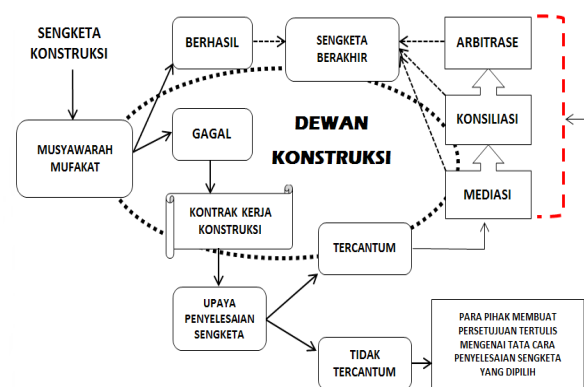 SENGKETA
KONSTRUKSI
BERHASIL
SENGKETA
BERAKHIR
ARBITRASE
MUSYAWARAH
MUFAKAT
GAGAL
DEWAN
KONSTRUKSI
KONSILIASI
MEDIASI
KONTRAK KERJA
KONSTRUKSI
TERCANTUM
UPAYA
PENYELESAIAN
SENGKETA
TIDAK
TERCANTUM
PARA PIHAK MEMBUAT
PERSETUJUAN TERTULIS
MENGENAI TATA CARA
PENYELESAIAN SENGKETA
YANG DIPILIH